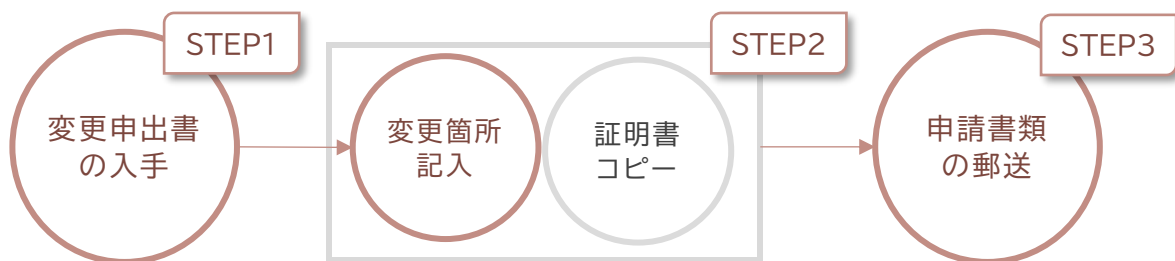 STEP1
変更申出書
の入手
STEP2
変更箇所
記入
証明書
コピー
STEP3
申請書類
の郵送